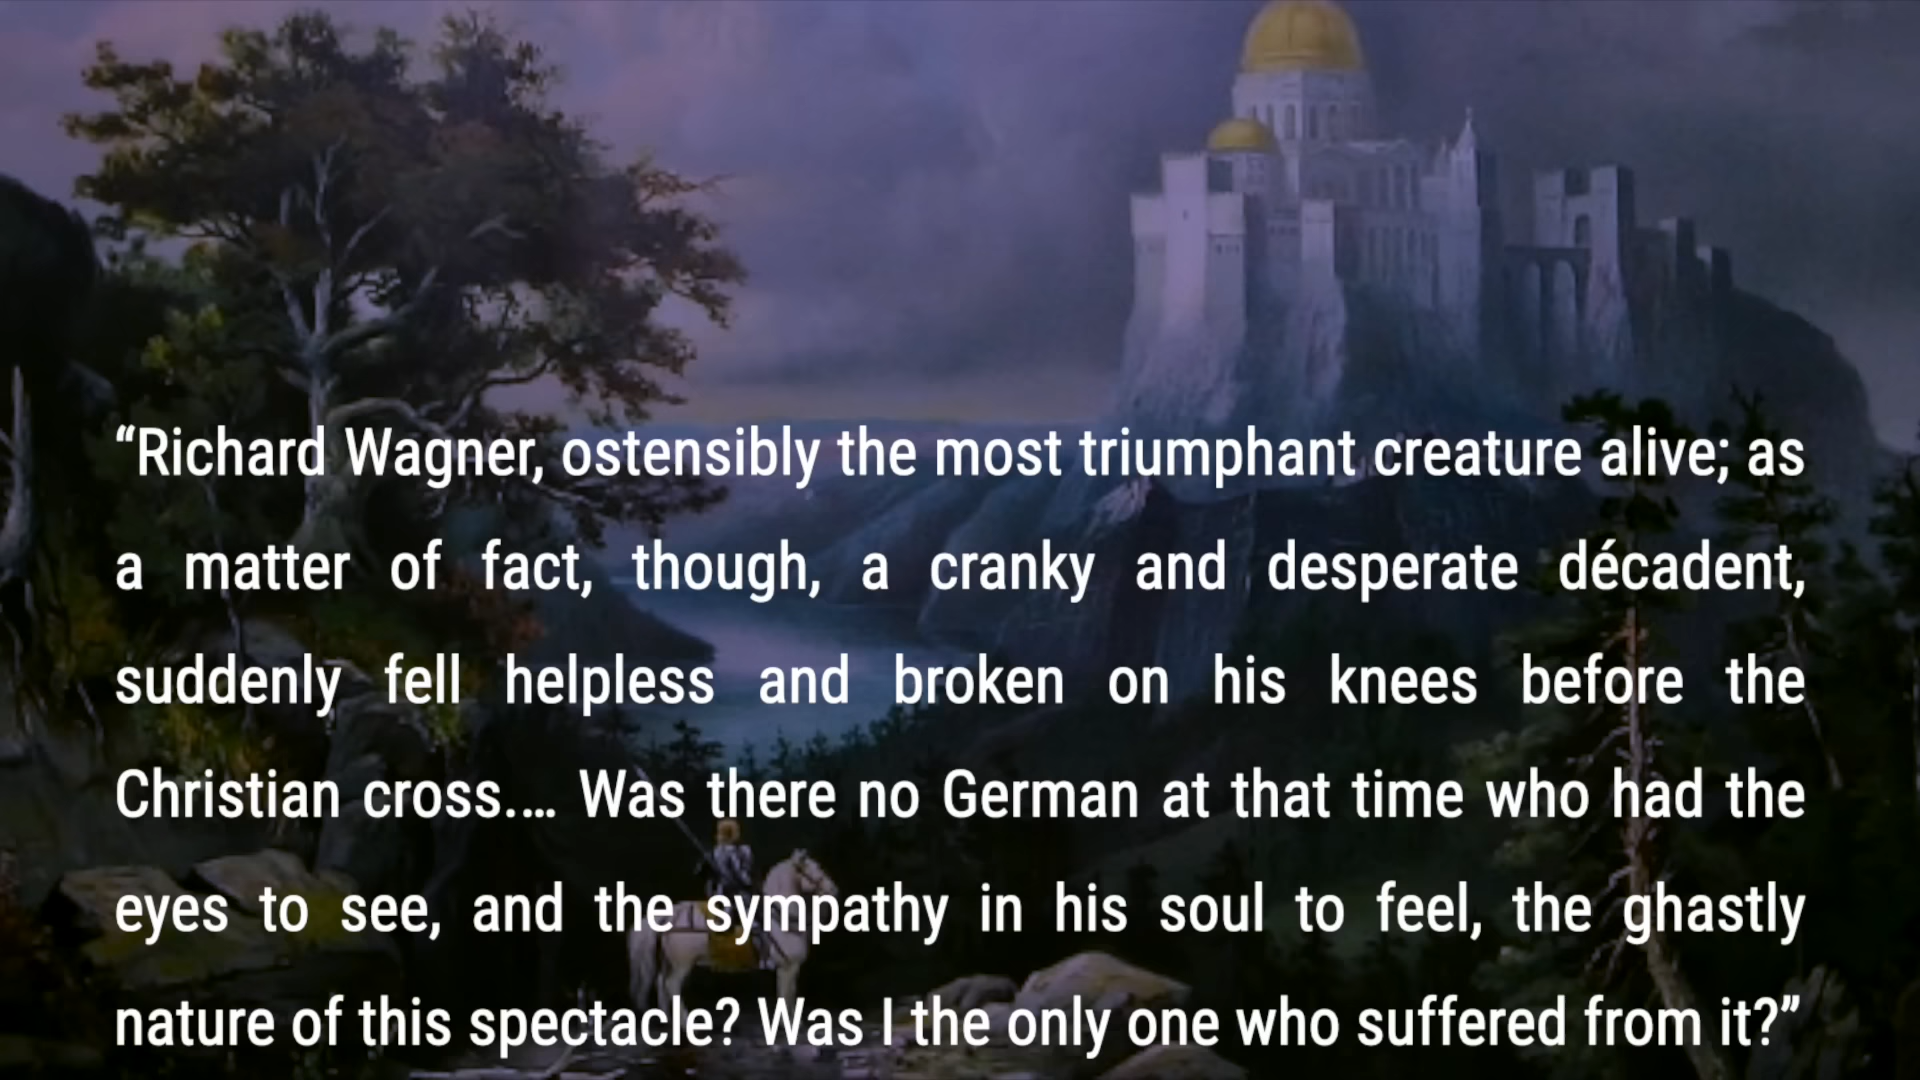 “Richard Wagner, ostensibly the most triumphant creature alive; as
a matter of fact, though, a cranky and desperate décadent,
suddenly fell helpless and broken on his knees before the
Christian cross.… Was there no German at that time who had the
eyes to see, and the sympathy in his soul to feel, the ghastly
nature of this spectacle? Was I the only one who suffered from it?”